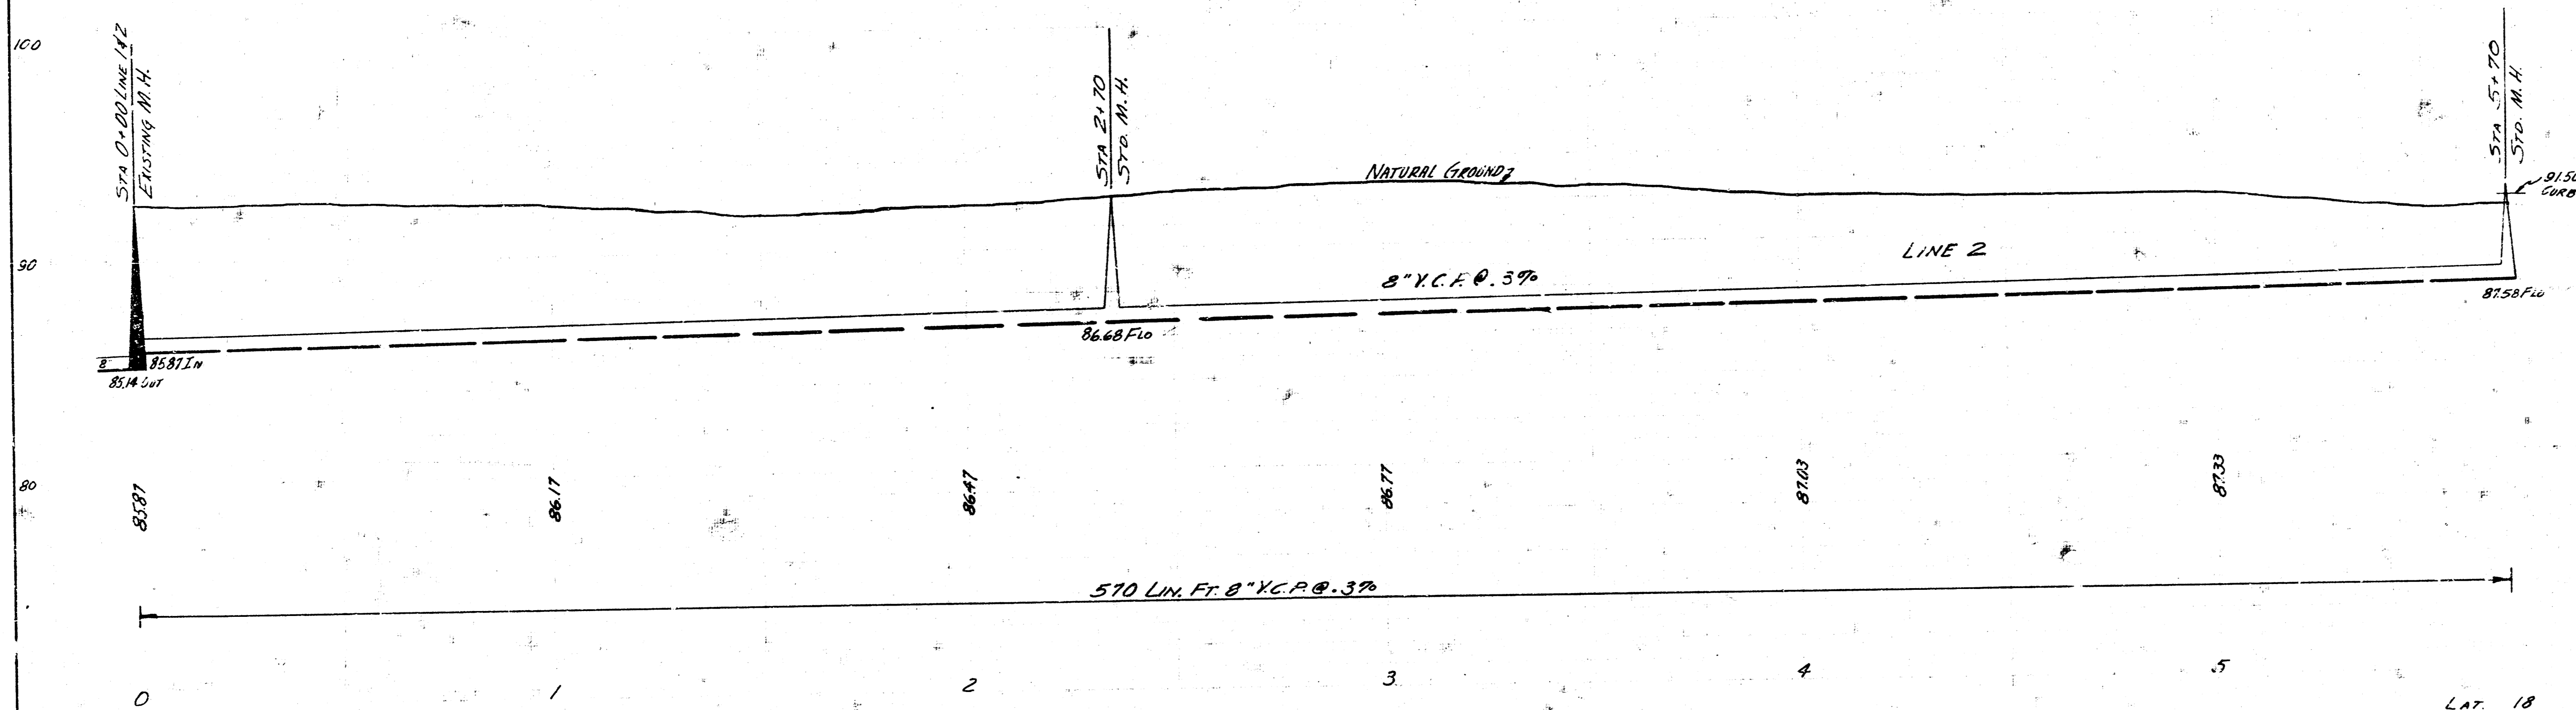 100
STA 0+00 LINE 1&2
EXISTING M.H.
STA 2+70
STD. M.H.
STA 5+70
STD. M.H.
NATURAL GROUND
91.50
CURB
90
LINE 2
8" V.C.P. @ .3%
87.58 FLO
86.68 FLO
8"
85.87 IN
85.14 OUT
80
85.87
86.17
86.47
86.77
87.03
87.33
570 LIN. FT. 8" V.C.P. @ .3%
0
1
2
3
4
5
LAT. 18